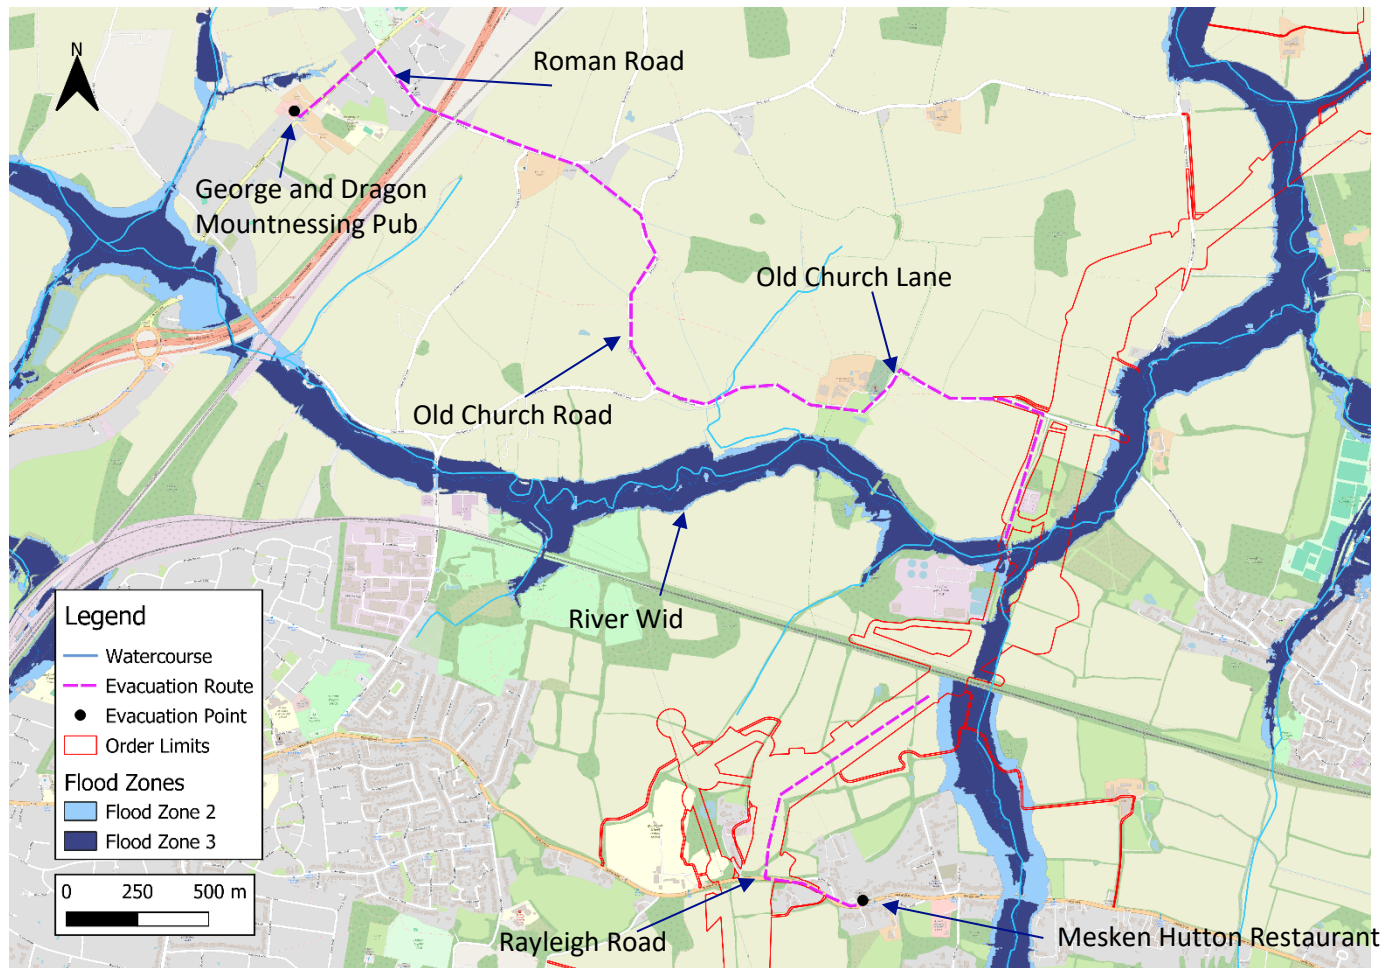 N
Roman Road
George and Dragon
Mountnessing Pub
Old Church Lane
Old Church Road
River Wid
Legend
Watercourse
Evacuation Route
Evacuation Point
Order Limits
Flood Zones
Flood Zone 2
Flood Zone 3
0 250 500 m
Rayleigh Road
Mesken Hutton Restaurant